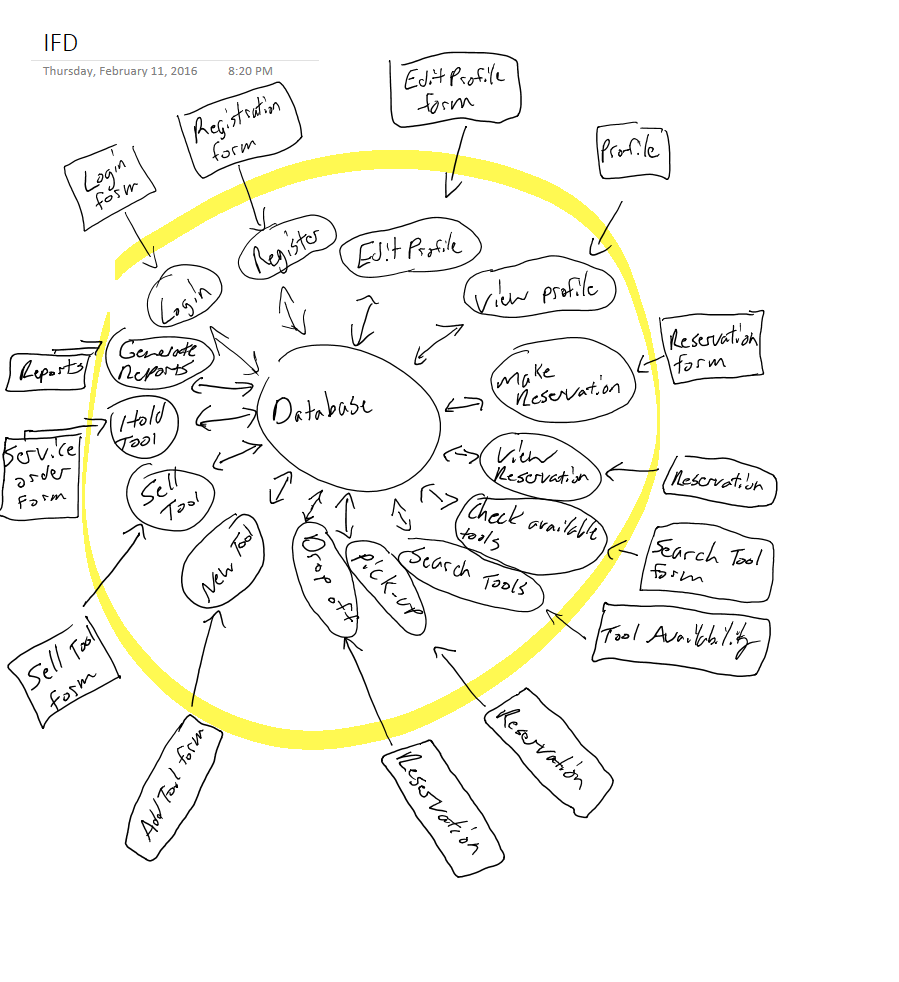 IFD
Thursday, February 11, 2016 8:20 PM
Edit Profile
form
Registration
form
Profile
Login
form
Register
Edit Profile
View profile
Login
Reservation
form
Generate
Reports
Reports
Make
Reservation
Database
Hold
Tool
Service
order
Form
View
Reservation
Reservation
Sell
Tool
Check available
tools
Search Tool
form
New Tool
Drop off
Pick-up
Search Tools
Tool Availability
Sell Tool
form
Add Tool form
Reservation
Reservation